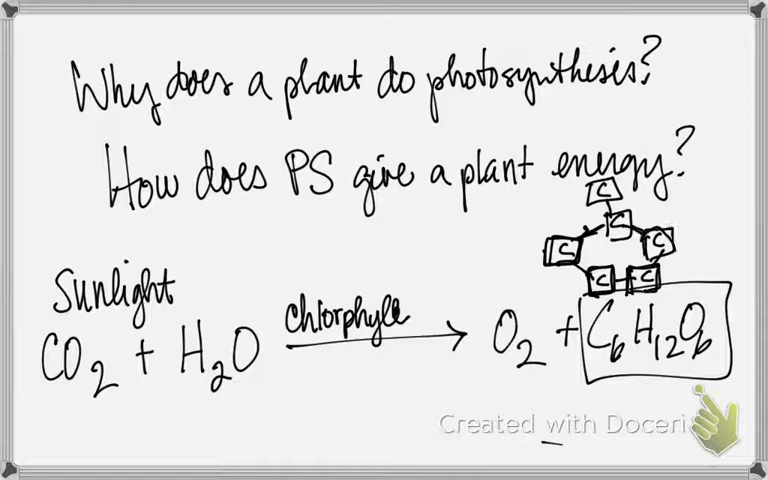 Why does a plant do photosynthesis?
How does PS give a plant energy?
C
C
C C
C C
Sunlight
Chlorphyle
CO₂ + H₂O → O₂ + C₆H₁₂O₆
Created with Doceri